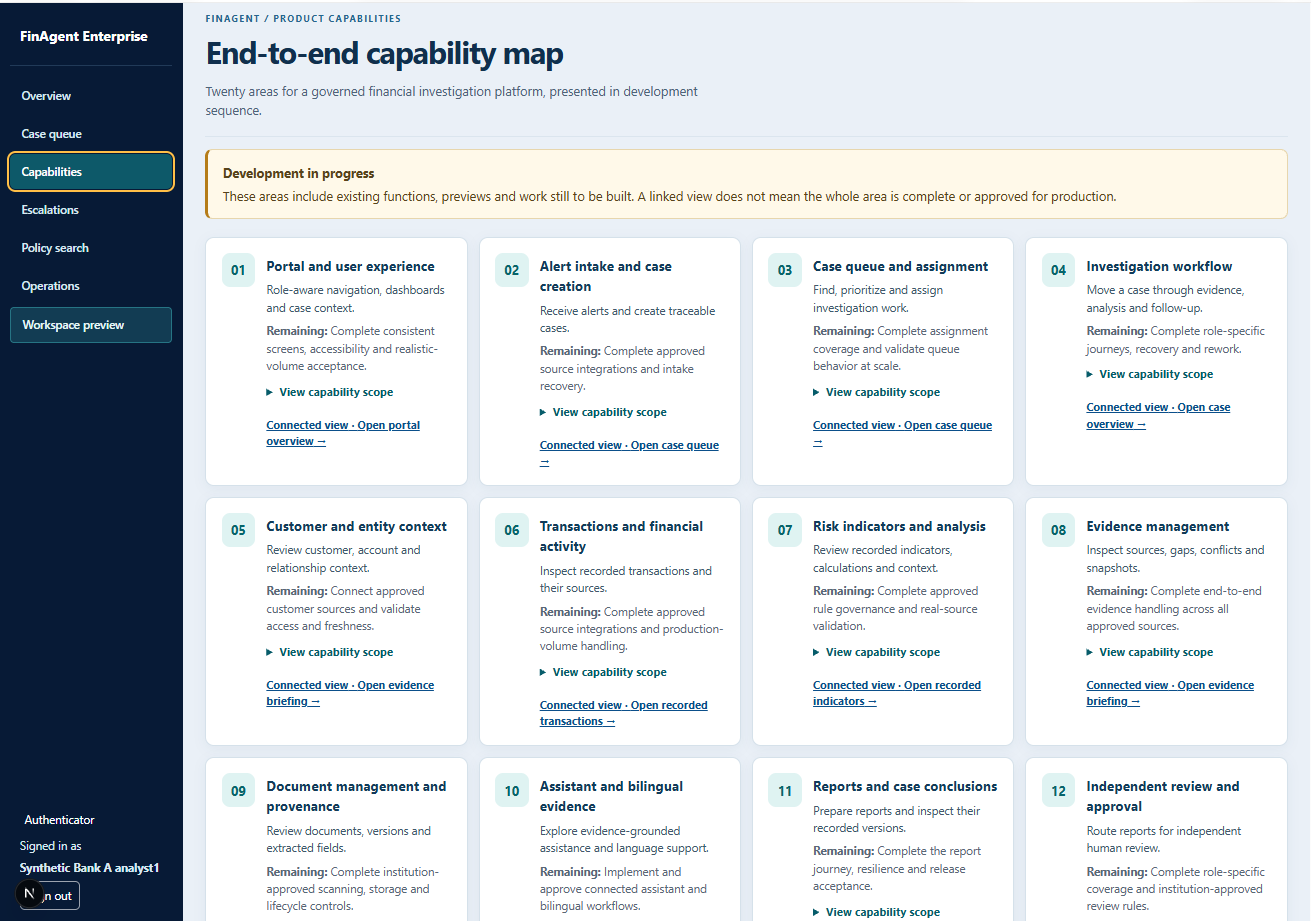 FinAgent Enterprise
Overview
Case queue
Capabilities
Escalations
Policy search
Operations
Workspace preview
Authenticator
Signed in as
Synthetic Bank A analyst1
N
n out
FINAGENT / PRODUCT CAPABILITIES
End-to-end capability map
Twenty areas for a governed financial investigation platform, presented in development
sequence.
Development in progress
These areas include existing functions, previews and work still to be built. A linked view does not mean the whole area is complete or approved for production.
01
Portal and user experience
Role-aware navigation, dashboards
and case context.
Remaining: Complete consistent
screens, accessibility and realistic-
volume acceptance.
▶ View capability scope
Connected view · Open portal
overview →
02
Alert intake and case
creation
Receive alerts and create traceable
cases.
Remaining: Complete approved
source integrations and intake
recovery.
▶ View capability scope
Connected view · Open case queue
→
03
Case queue and assignment
Find, prioritize and assign
investigation work.
Remaining: Complete assignment
coverage and validate queue
behavior at scale.
▶ View capability scope
Connected view · Open case queue
→
04
Investigation workflow
Move a case through evidence,
analysis and follow-up.
Remaining: Complete role-specific
journeys, recovery and rework.
▶ View capability scope
Connected view · Open case
overview →
05
Customer and entity context
Review customer, account and
relationship context.
Remaining: Connect approved
customer sources and validate
access and freshness.
▶ View capability scope
Connected view · Open evidence
briefing →
06
Transactions and financial
activity
Inspect recorded transactions and
their sources.
Remaining: Complete approved
source integrations and production-
volume handling.
▶ View capability scope
Connected view · Open recorded
transactions →
07
Risk indicators and analysis
Review recorded indicators,
calculations and context.
Remaining: Complete approved
rule governance and real-source
validation.
▶ View capability scope
Connected view · Open recorded
indicators →
08
Evidence management
Inspect sources, gaps, conflicts and
snapshots.
Remaining: Complete end-to-end
evidence handling across all
approved sources.
▶ View capability scope
Connected view · Open evidence
briefing →
09
Document management and
provenance
Review documents, versions and
extracted fields.
Remaining: Complete institution-
approved scanning, storage and
lifecycle controls.
10
Assistant and bilingual
evidence
Explore evidence-grounded
assistance and language support.
Remaining: Implement and
approve connected assistant and
bilingual workflows.
11
Reports and case conclusions
Prepare reports and inspect their
recorded versions.
Remaining: Complete the report
journey, resilience and release
acceptance.
▶ View capability scope
12
Independent review and
approval
Route reports for independent
human review.
Remaining: Complete role-specific
coverage and institution-approved
review rules.